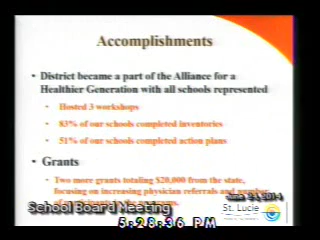 Accomplishments
• District became a part of the Alliance for a
Healthier Generation with all schools represented
• Hosted 3 workshops
• 83% of our schools completed inventories
• 51% of our schools completed action plans
• Grants
• Two more grants totaling $20,000 from the state,
focusing on increasing physician referrals and number
School Board Meeting
St. Lucie
5:28:36 PM